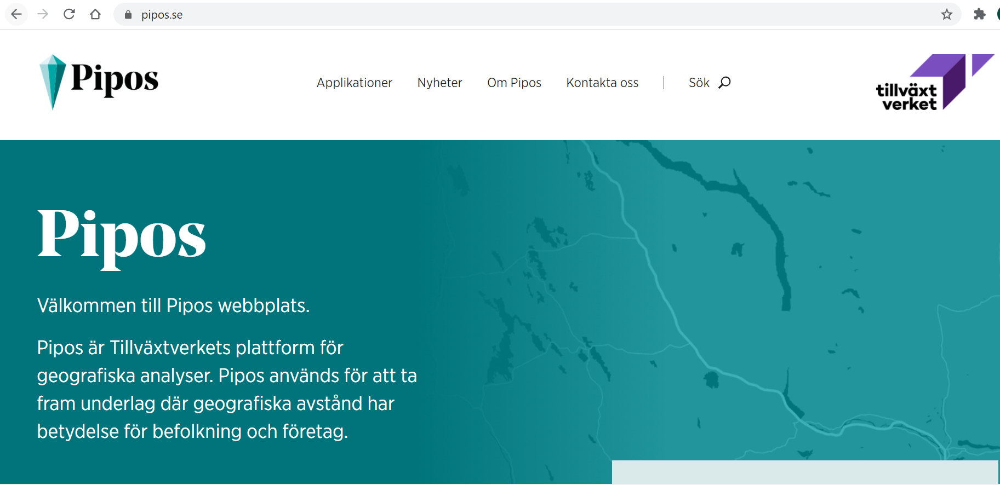 pipos.se
Pipos
Applikationer
Nyheter
Om Pipos
Kontakta oss
Sök
tillväxt
verket
Pipos
Välkommen till Pipos webbplats.
Pipos är Tillväxtverkets plattform för
geografiska analyser. Pipos används för att ta
fram underlag där geografiska avstånd har
betydelse för befolkning och företag.